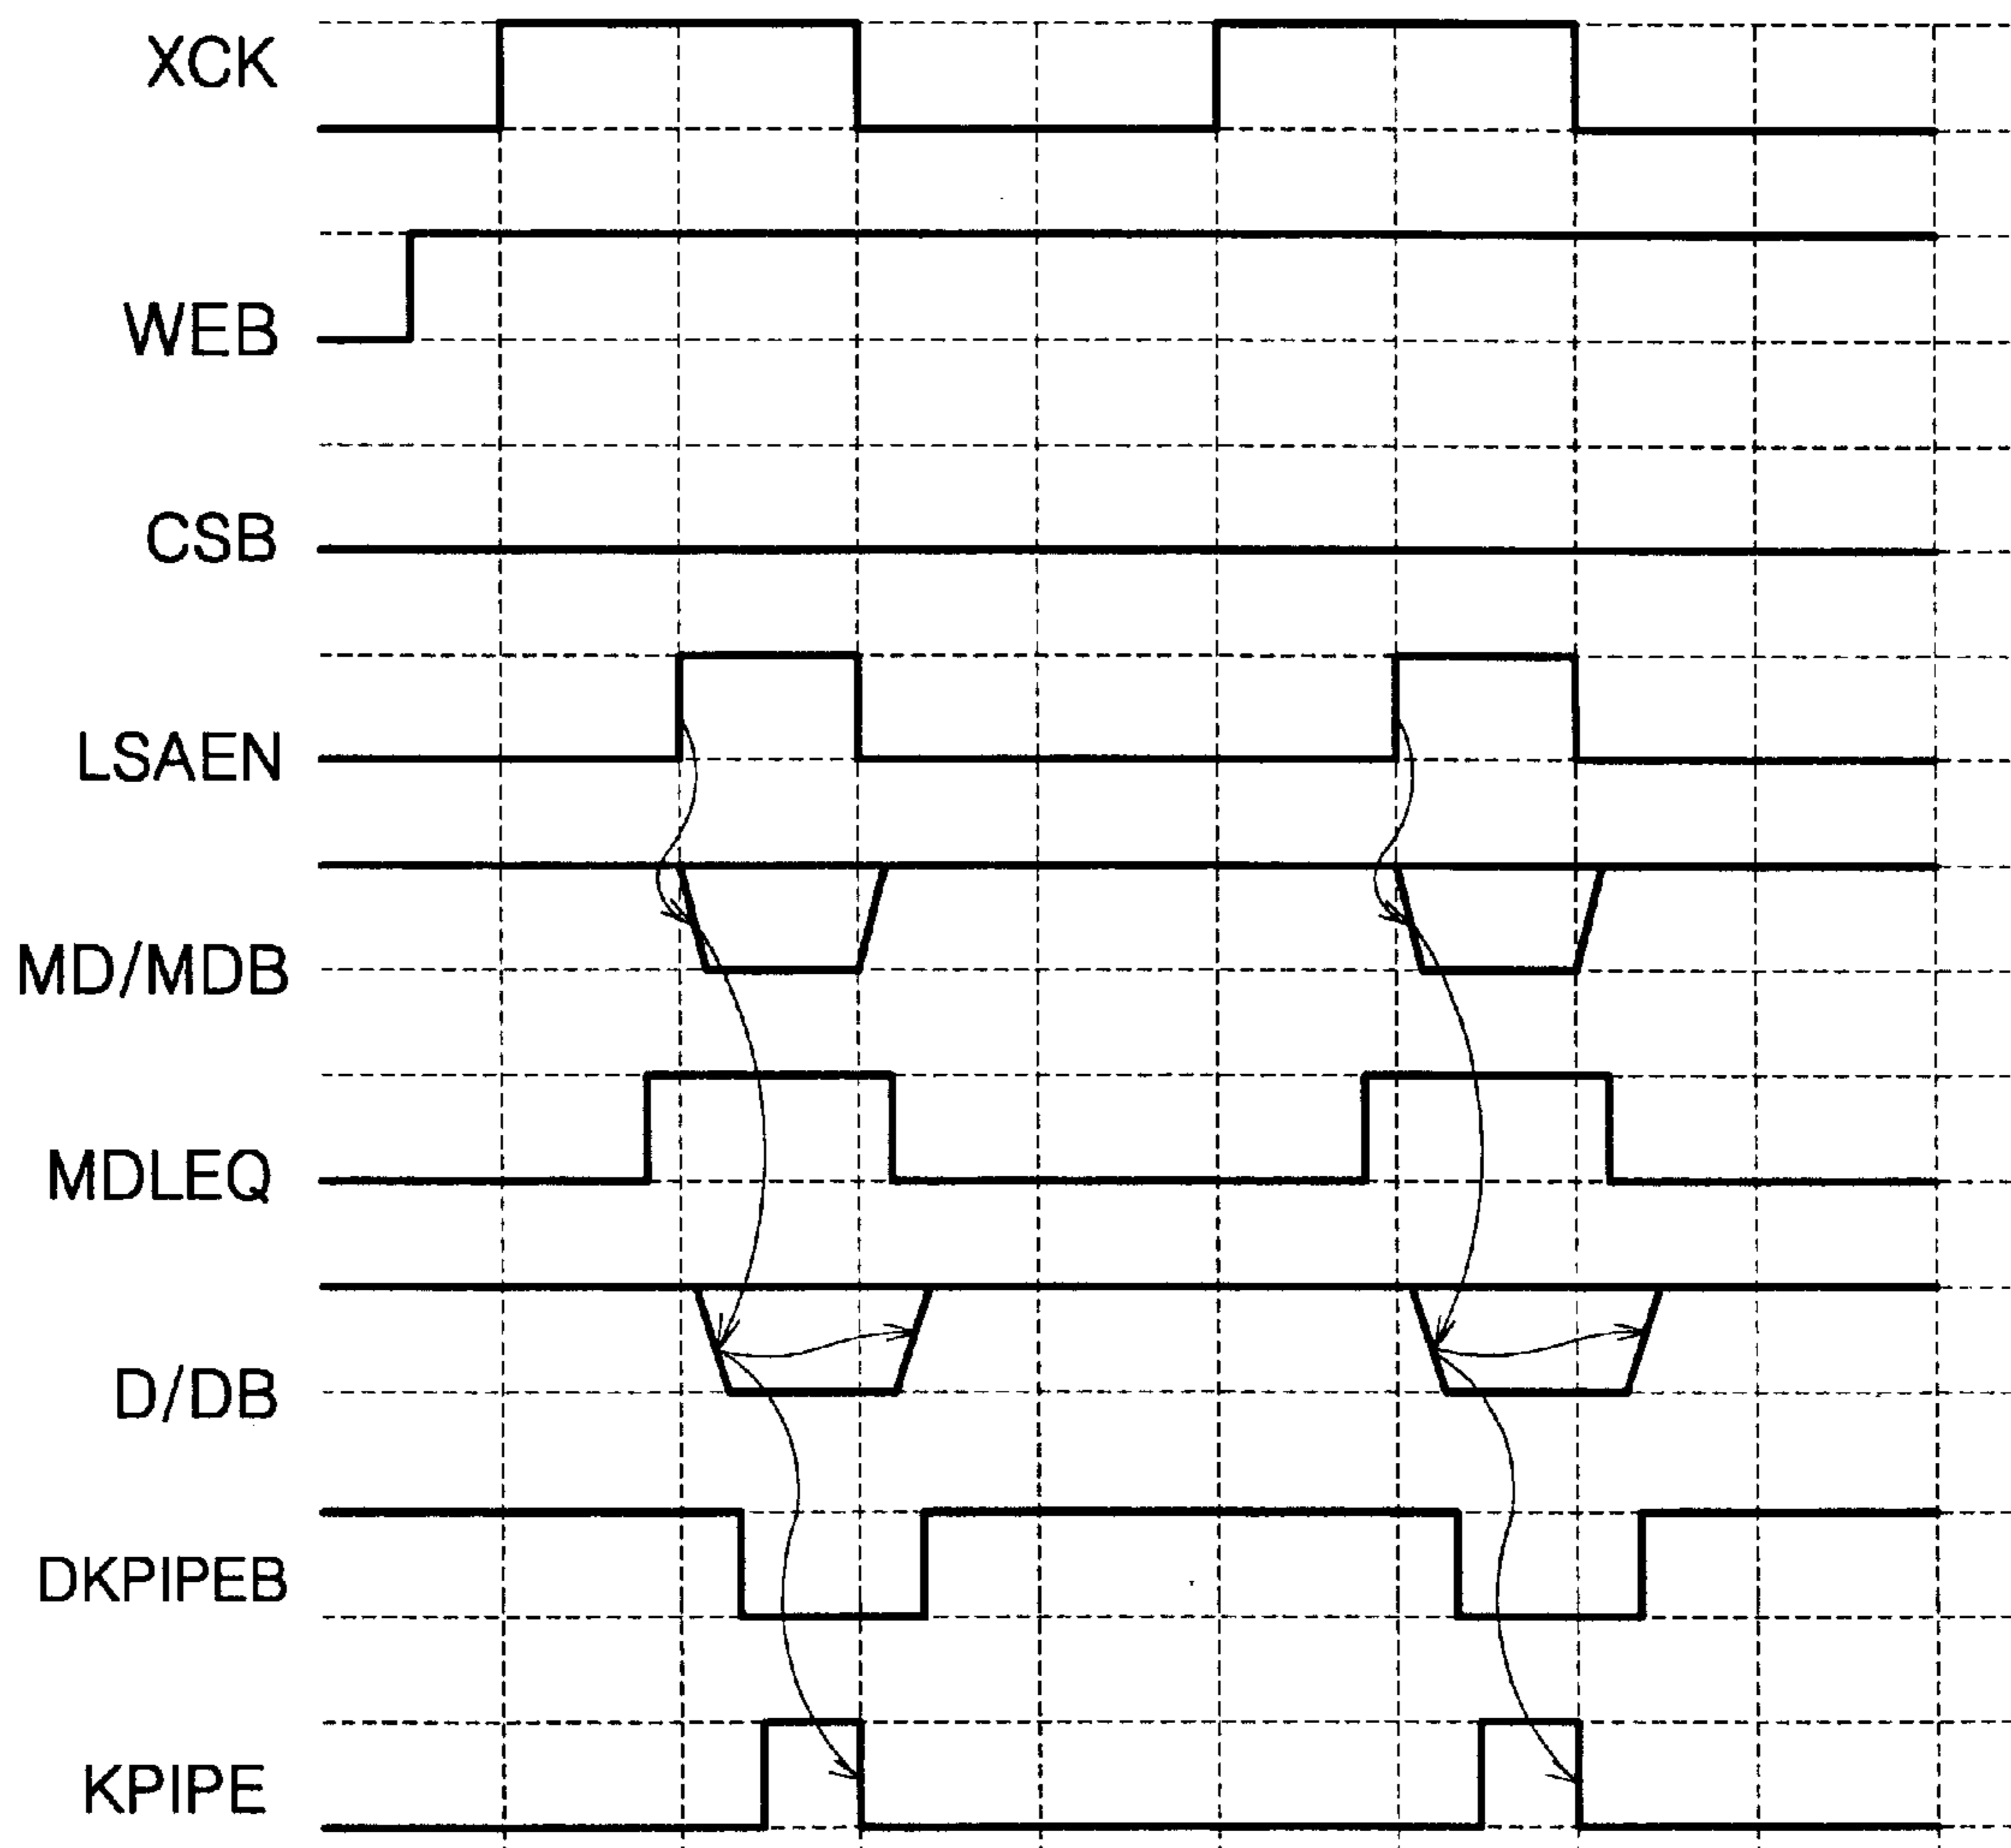 XCK
WEB
CSB
LSAEN
MD/MDB
MDLEQ
D/DB
DKPIPEB
KPIPE